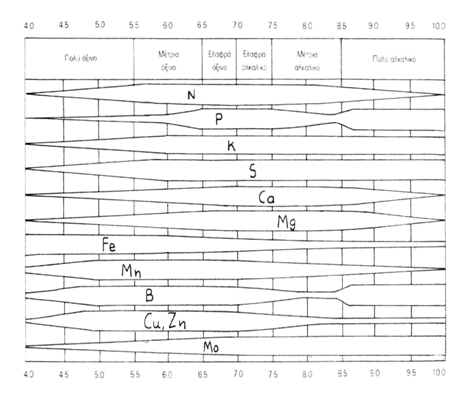 4.0 4.5 5.0 5.5 6.0 6.5 7.0 7.5 8.0 8.5 9.0 9.5 10.0
Πολύ όξινο Μέτρια όξινο Ελαφρά όξινο Ελαφρά αλκαλικό Μέτρια αλκαλικό Πολύ αλκαλικό
N
P
K
S
Ca
Mg
Fe
Mn
B
Cu, Zn
Mo
4.0 4.5 5.0 5.5 6.0 6.5 7.0 7.5 8.0 8.5 9.0 9.5 10.0